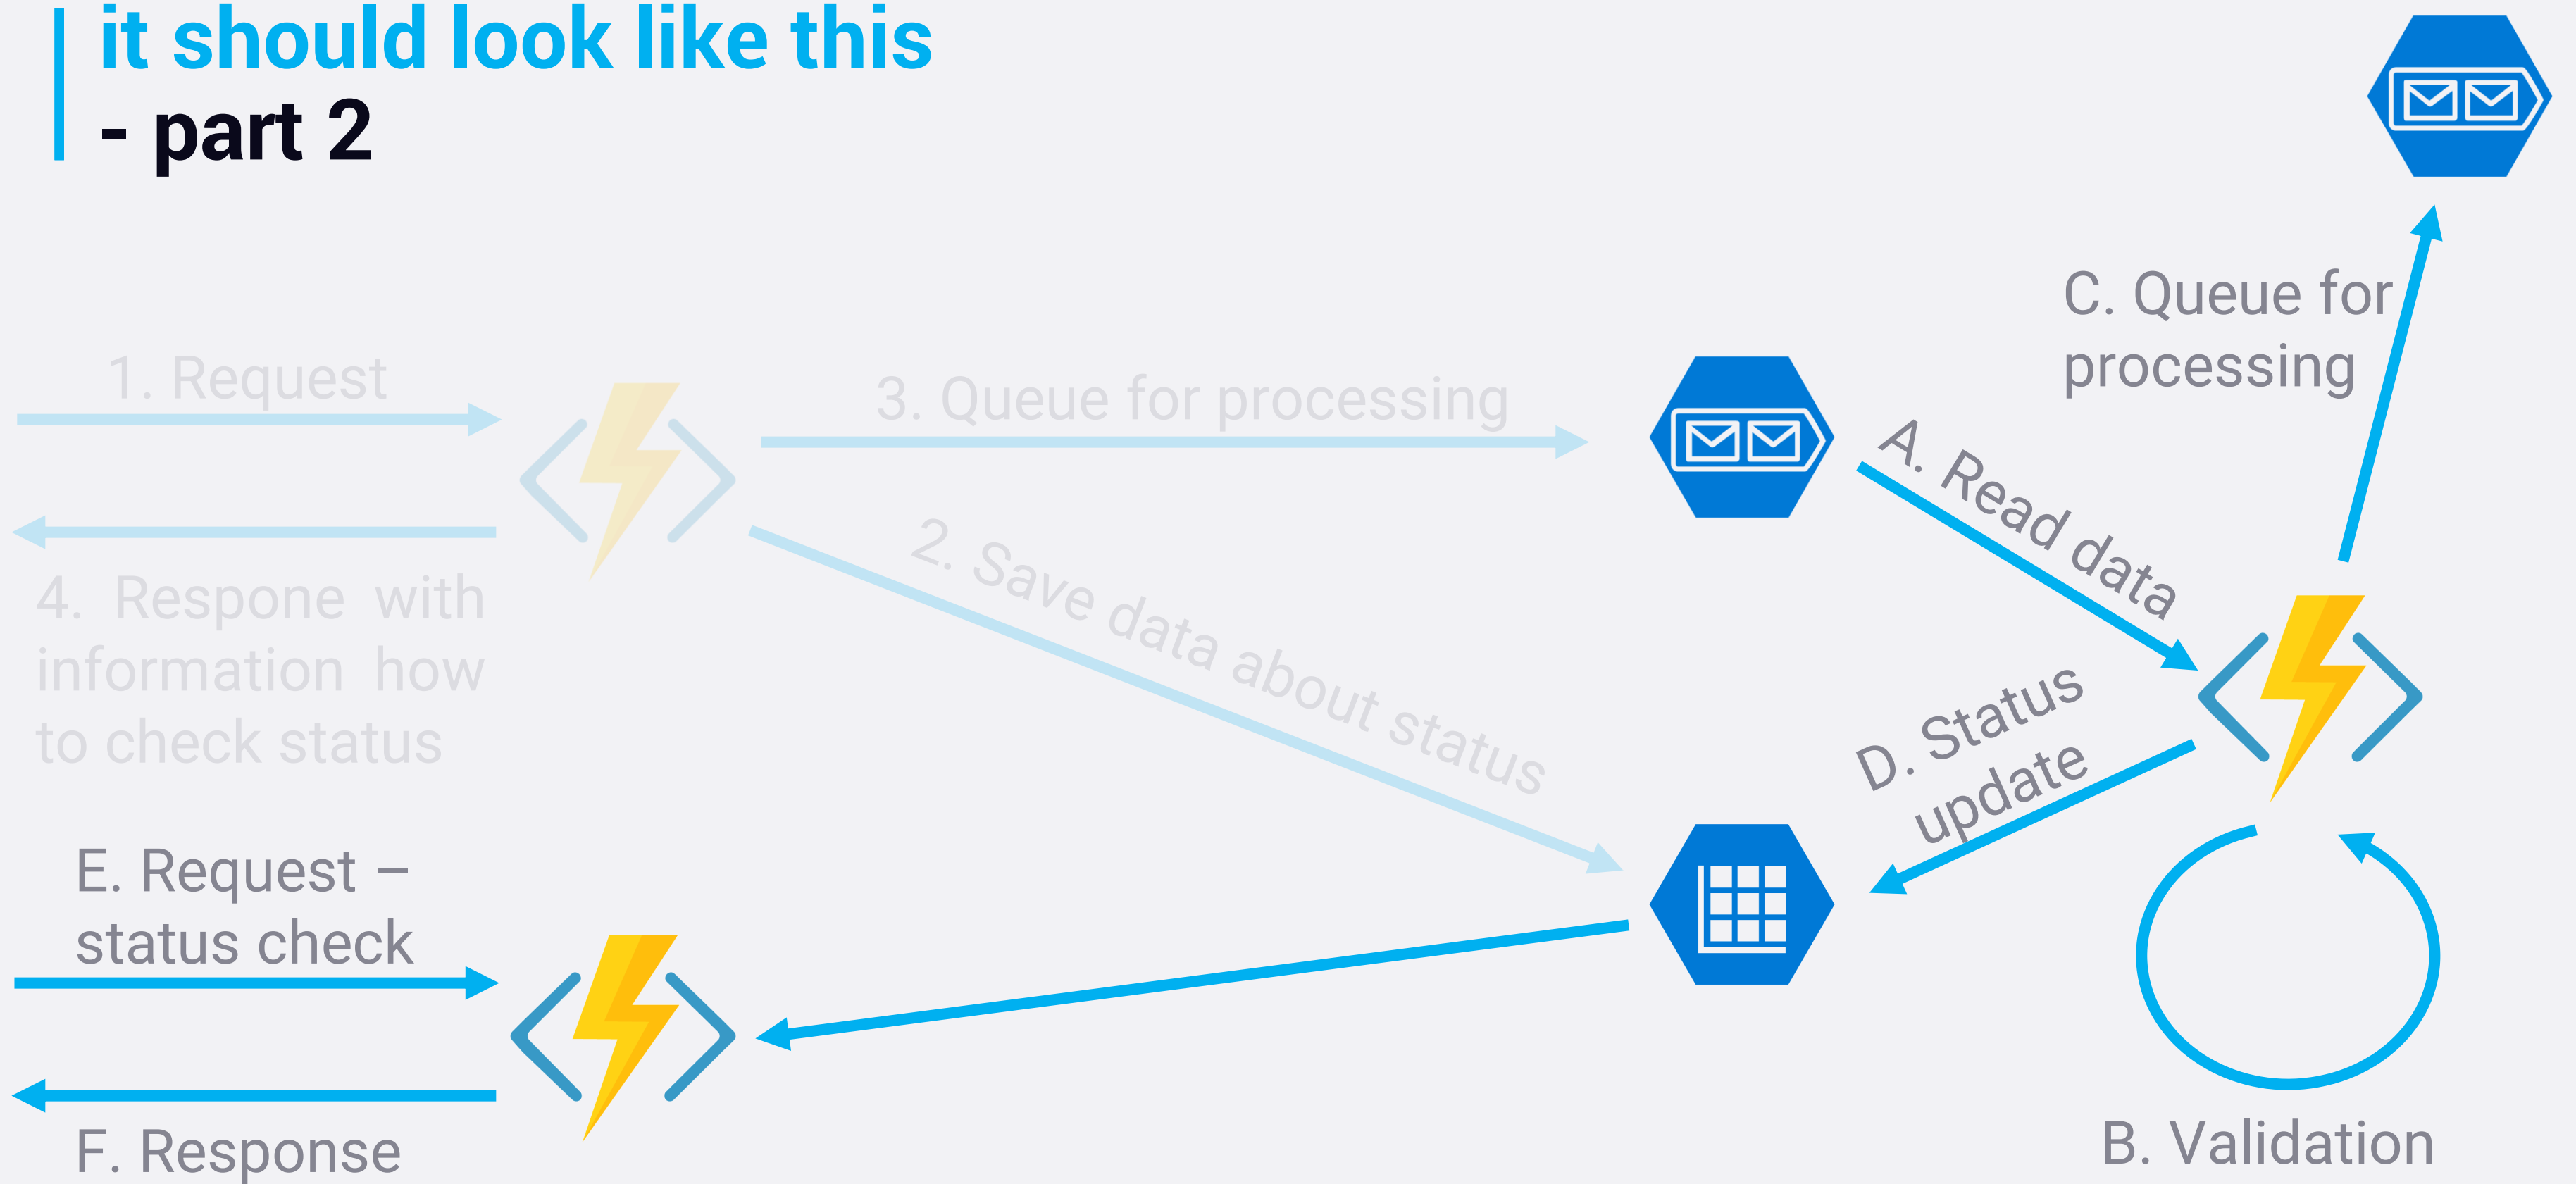 it should look like this
- part 2
C. Queue for
processing
1. Request
3. Queue for processing
A. Read data
2. Save data about status
4. Respone with
information how
to check status
D. Status
update
E. Request –
status check
F. Response
B. Validation